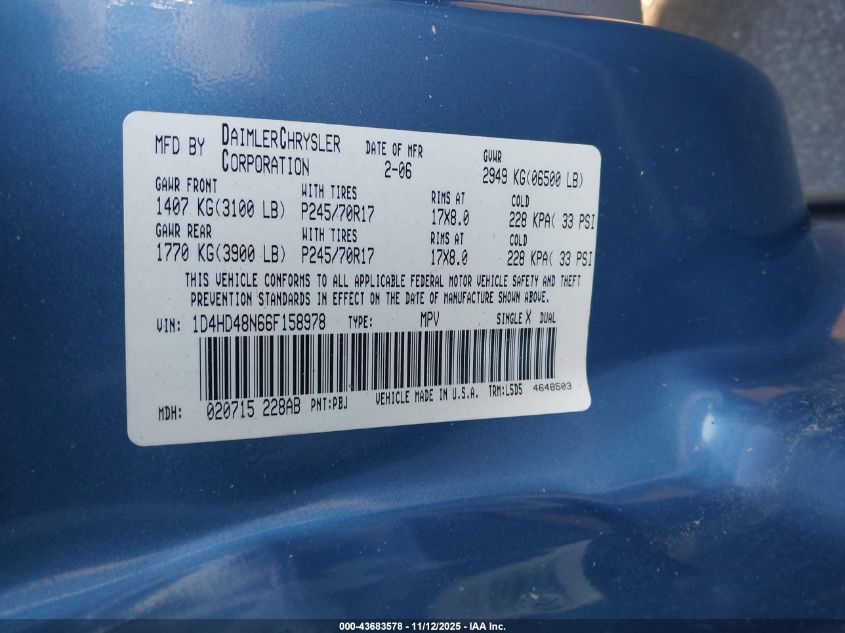 MFD BY DAIMLERCHRYSLER CORPORATION DATE OF MFR 2-06 GVWR 2949 KG(06500 LB)
GAWR FRONT WITH TIRES RIMS AT COLD
1407 KG(3100 LB) P245/70R17 17X8.0 228 KPA( 33 PSI
GAWR REAR WITH TIRES RIMS AT COLD
1770 KG(3900 LB) P245/70R17 17X8.0 228 KPA( 33 PSI
THIS VEHICLE CONFORMS TO ALL APPLICABLE FEDERAL MOTOR VEHICLE SAFETY AND THEFT
PREVENTION STANDARDS IN EFFECT ON THE DATE OF MANUFACTURE SHOWN ABOVE.
VIN: 1D4HD48N66F158978 TYPE: MPV SINGLE X DUAL
MDH: 020715 228AB PNT:PBJ VEHICLE MADE IN U.S.A. TRM:L5D5 4648503
000-43683578 - 11/12/2025 - IAA Inc.